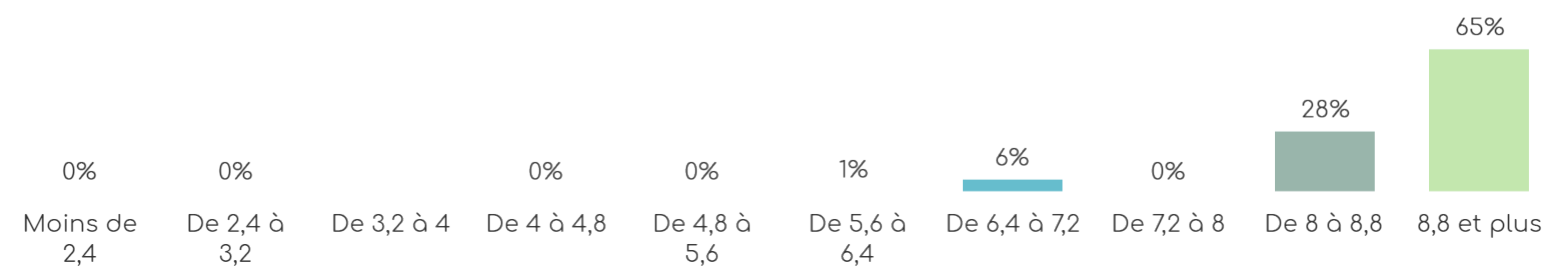 65%
28%
6%
0%
0%
0%
0%
1%
0%
Moins de
2,4
De 2,4 à
3,2
De 3,2 à 4
De 4 à 4,8
De 4,8 à
5,6
De 5,6 à
6,4
De 6,4 à 7,2
De 7,2 à 8
De 8 à 8,8
8,8 et plus